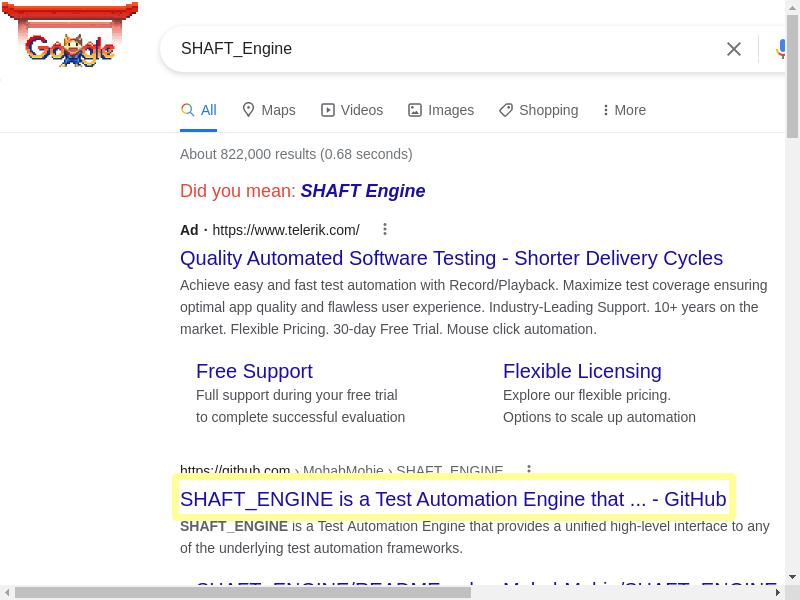 Google
SHAFT_Engine
All Maps Videos Images Shopping More
About 822,000 results (0.68 seconds)
Did you mean: SHAFT Engine
Ad · https://www.telerik.com/
Quality Automated Software Testing - Shorter Delivery Cycles
Achieve easy and fast test automation with Record/Playback. Maximize test coverage ensuring
optimal app quality and flawless user experience. Industry-Leading Support. 10+ years on the
market. Flexible Pricing. 30-day Free Trial. Mouse click automation.
Free Support
Full support during your free trial
to complete successful evaluation
Flexible Licensing
Explore our flexible pricing.
Options to scale up automation
https://github.com › MohabMohie › SHAFT_ENGINE
SHAFT_ENGINE is a Test Automation Engine that ... - GitHub
SHAFT_ENGINE is a Test Automation Engine that provides a unified high-level interface to any
of the underlying test automation frameworks.